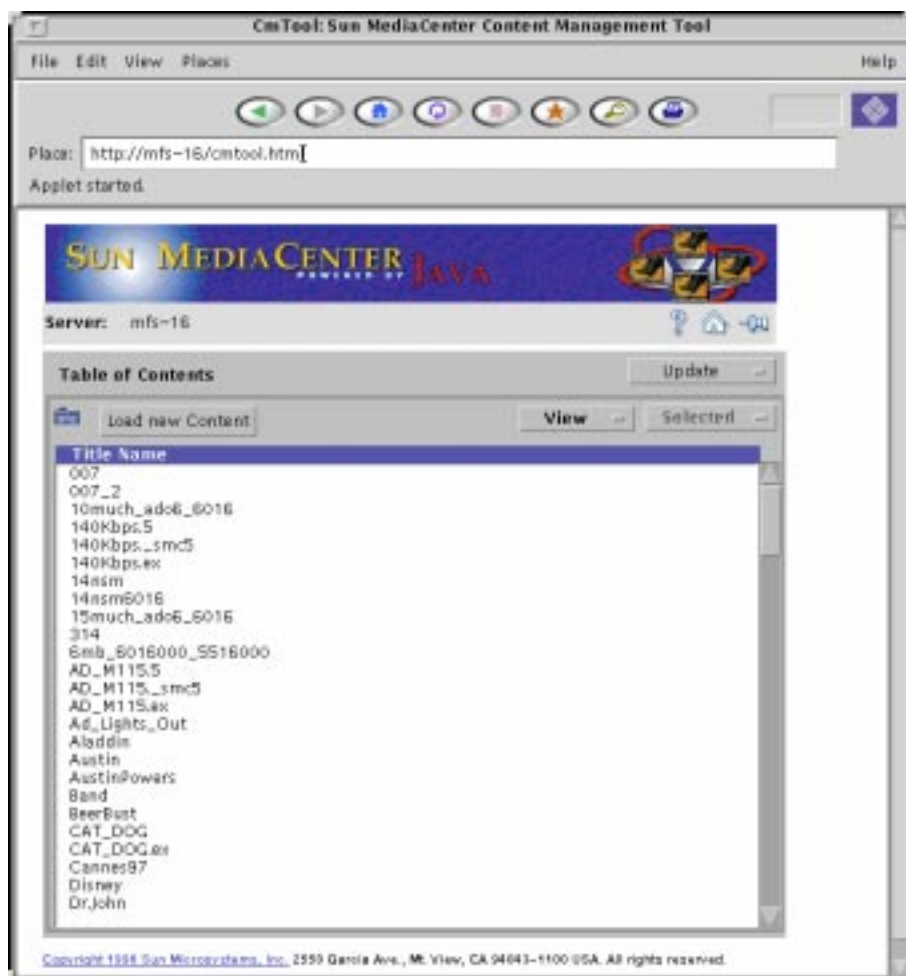 CmTool: Sun MediaCenter Content Management Tool
File Edit View Places Help
Place: http://mfs-16/cmtool.htm
Applet started.
SUN MEDIACENTER
POWERED BY JAVA
Server: mfs-16
Table of Contents Update
Load new Content View Selected
Title Name
007
007_2
10much_ado6_6016
140Kbps.5
140Kbps._smc5
140Kbps.ex
14nsm
14nsm6016
15much_ado6_6016
314
6mb_6016000_5516000
AD_M115.5
AD_M115._smc5
AD_M115.ex
Ad_Lights_Out
Aladdin
Austin
AustinPowers
Band
BeerBust
CAT_DOG
CAT_DOG.ex
Cannes97
Disney
Dr.John
Copyright 1996 Sun Microsystems, Inc. 2550 Garcia Ave., Mt. View, CA 94043-1100 USA. All rights reserved.